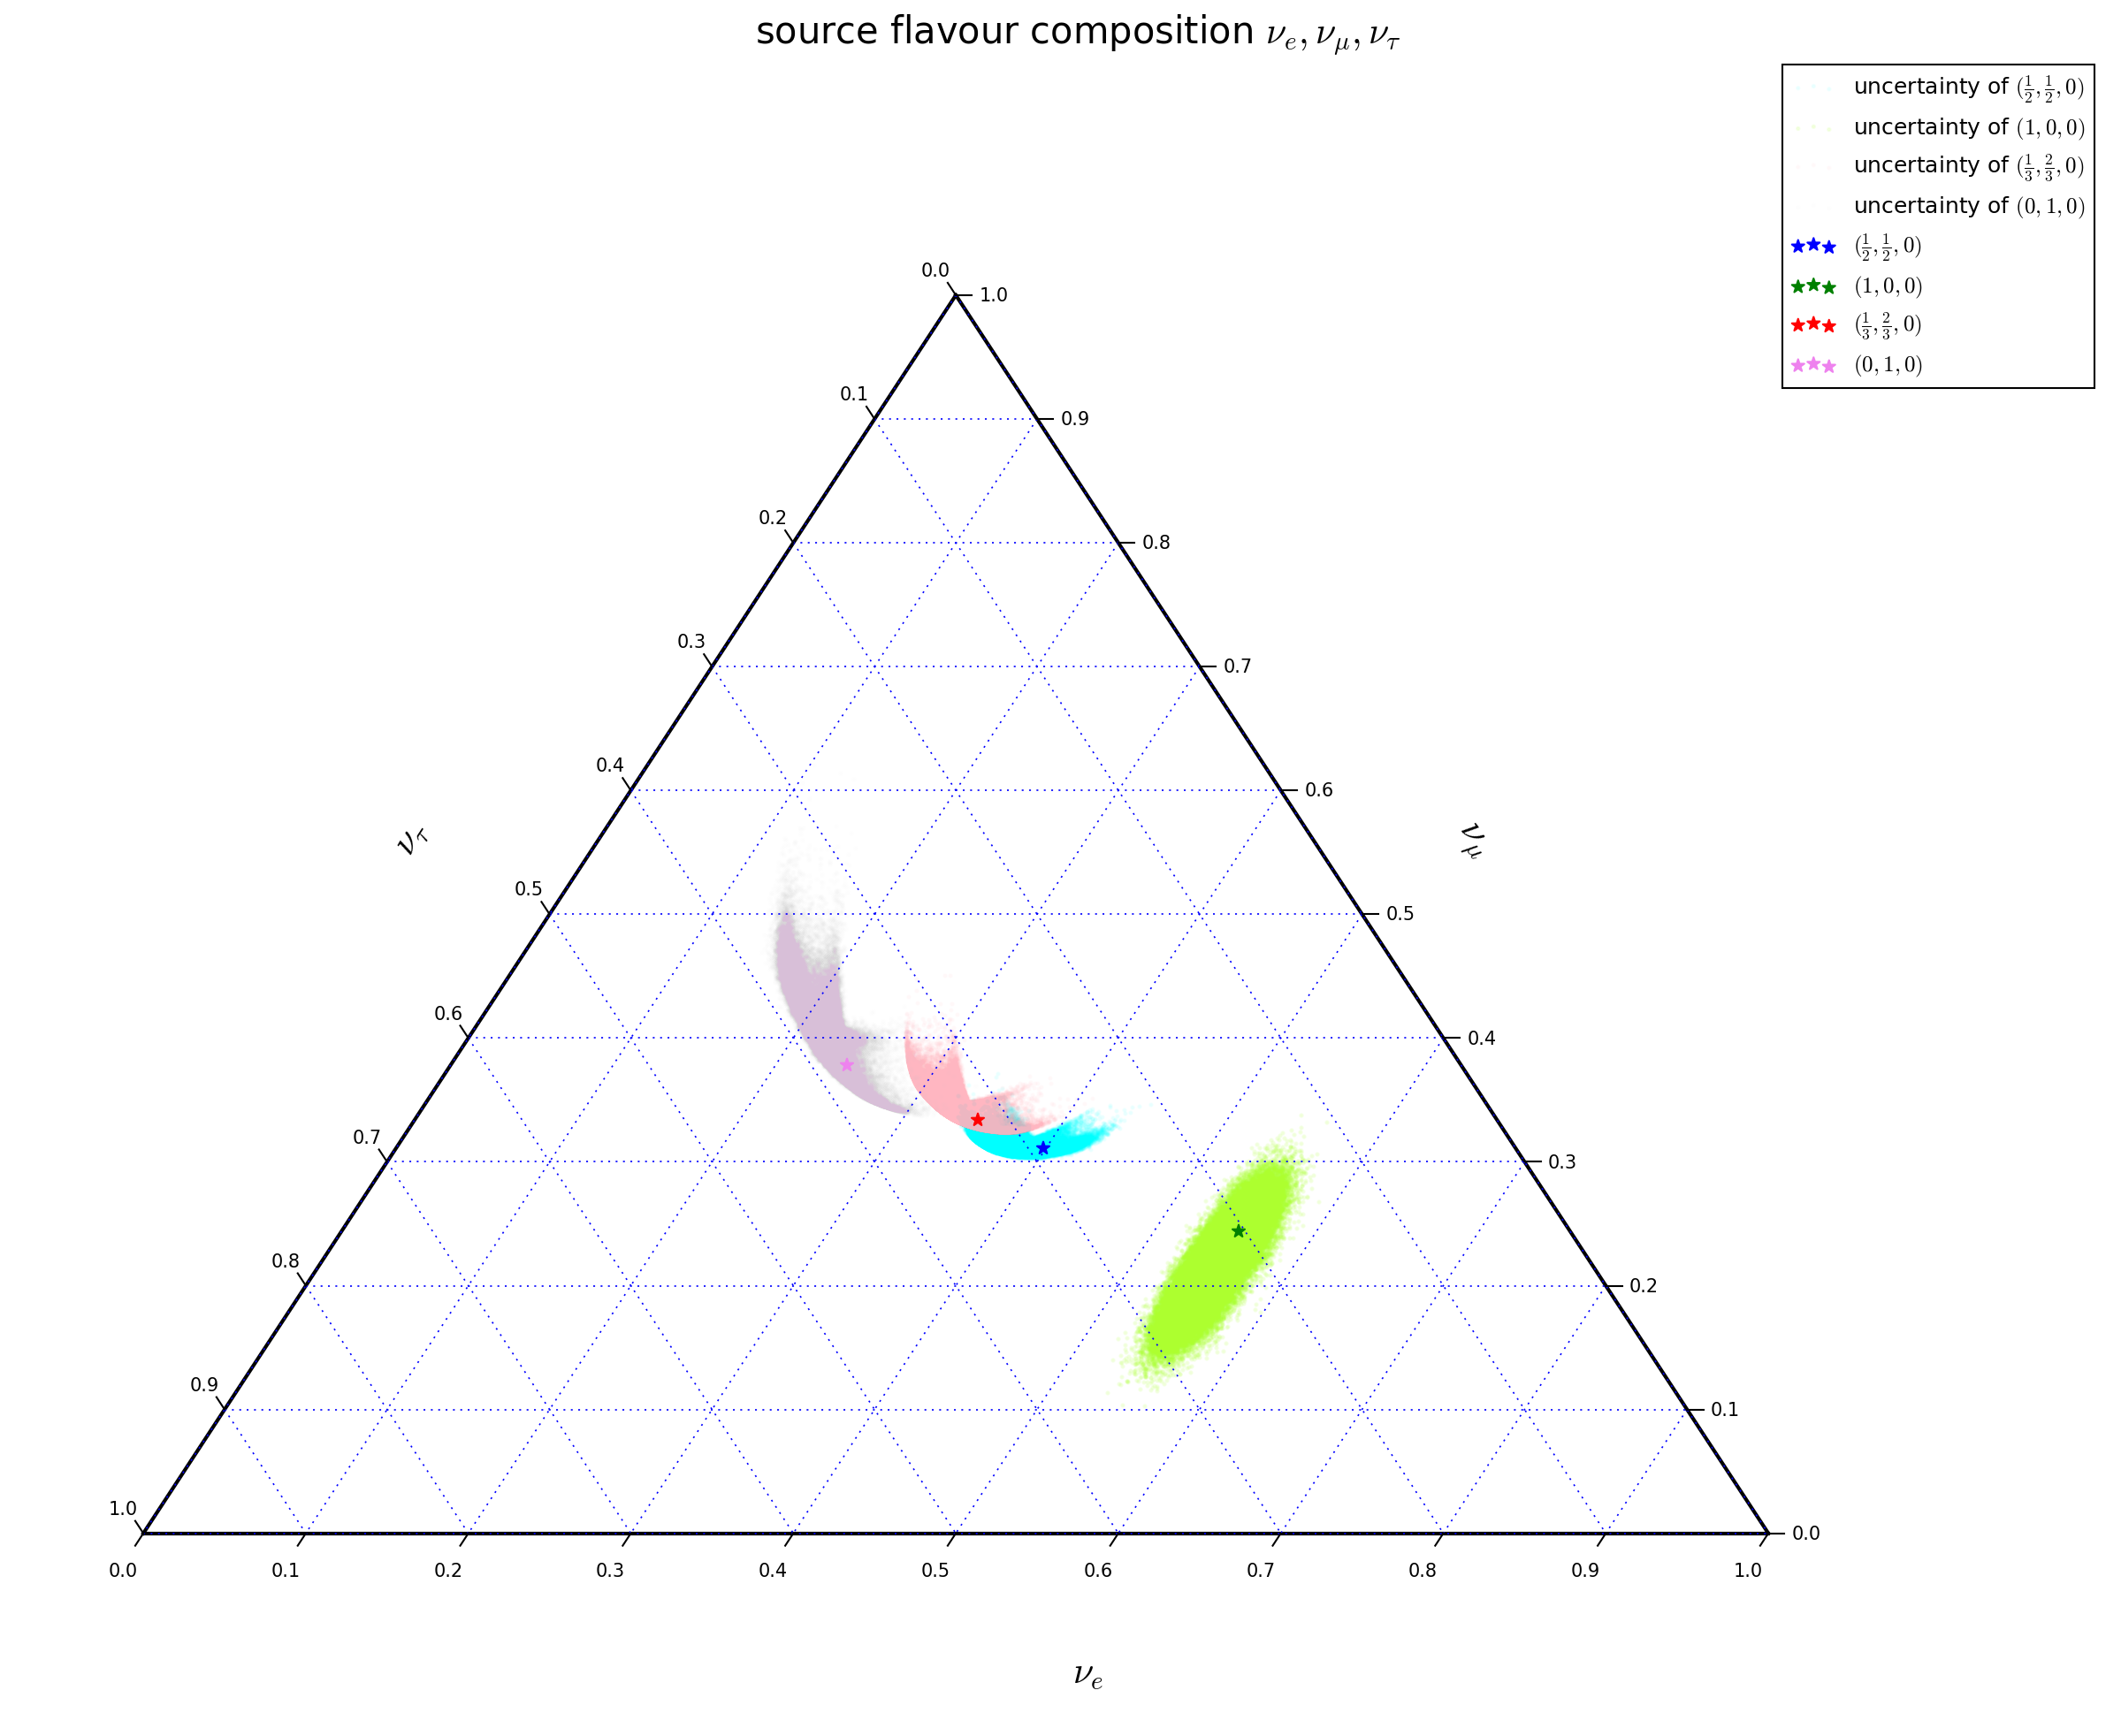 source flavour composition ν_e, ν_μ, ν_τ
uncertainty of (1/2, 1/2, 0)
uncertainty of (1, 0, 0)
uncertainty of (1/3, 2/3, 0)
uncertainty of (0, 1, 0)
(1/2, 1/2, 0)
(1, 0, 0)
(1/3, 2/3, 0)
(0, 1, 0)
0.0
1.0
0.1
0.9
0.2
0.8
0.3
0.7
0.4
0.6
ν_τ
ν_μ
0.5
0.5
0.6
0.4
0.7
0.3
0.8
0.2
0.9
0.1
1.0
0.0
0.0 0.1 0.2 0.3 0.4 0.5 0.6 0.7 0.8 0.9 1.0
ν_e